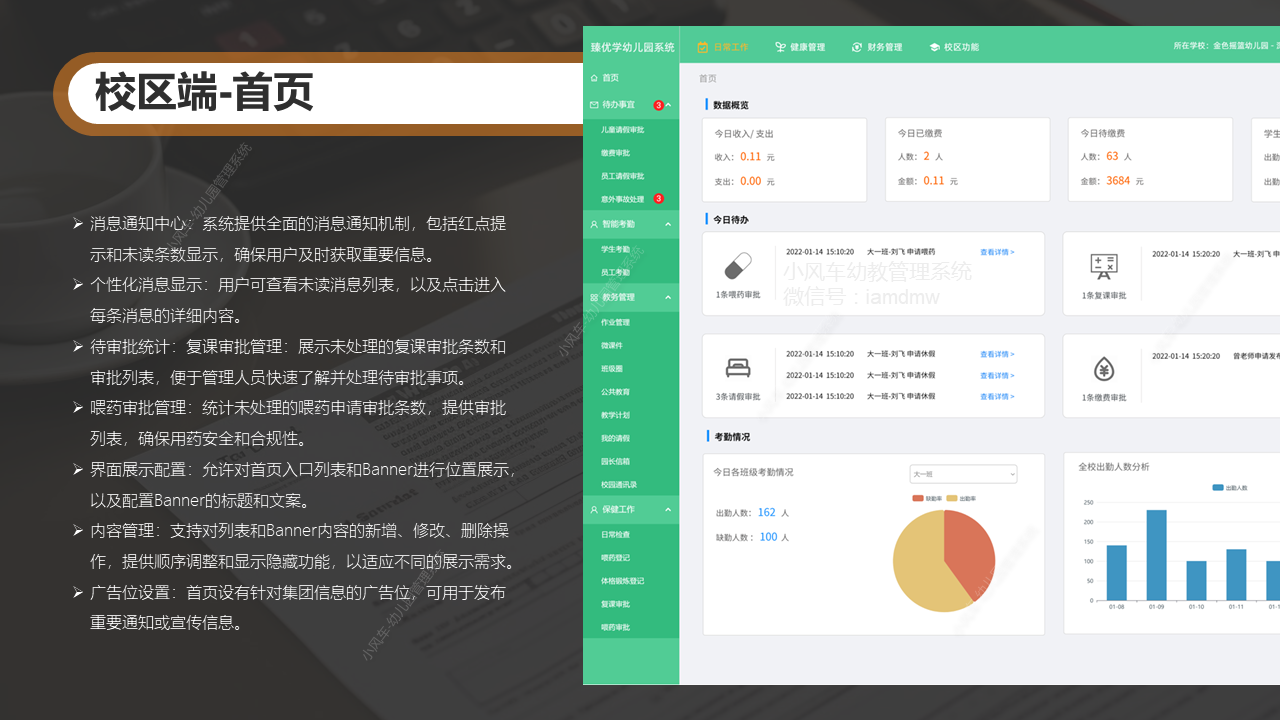 校区端-首页
消息通知中心：系统提供全面的消息通知机制，包括红点提
示和未读条数显示，确保用户及时获取重要信息。
个性化消息显示：用户可查看未读消息列表，以及点击进入
每条消息的详细内容。
待审批统计：复课审批管理：展示未处理的复课审批条数和
审批列表，便于管理人员快速了解并处理待审批事项。
喂药审批管理：统计未处理的喂药申请审批条数，提供审批
列表，确保用药安全和合规性。
界面展示配置：允许对首页入口列表和Banner进行位置展示，
以及配置Banner的标题和文案。
内容管理：支持对列表和Banner内容的新增、修改、删除操
作，提供顺序调整和显示隐藏功能，以适应不同的展示需求。
广告位设置：首页设有针对集团信息的广告位，可用于发布
重要通知或宣传信息。
臻优学幼儿园系统
日常工作 健康管理 财务管理 校区功能
所在学校：金色摇篮幼儿园 -
首页
待办事宜 3
儿童请假审批
缴费审批
员工请假审批
意外事故处理 3
智能考勤
学生考勤
员工考勤
教务管理
作业管理
微课件
班级圈
公共教育
教学计划
我的请假
园长信箱
校园通讯录
保健工作
日常检查
喂药登记
体格锻炼登记
复课审批
喂药审批
首页
数据概览
今日收入/ 支出
收入： 0.11 元
支出： 0.00 元
今日已缴费
人数： 2 人
金额： 0.11 元
今日待缴费
人数： 63 人
金额： 3684 元
学生
出勤
出勤
今日待办
1条喂药审批
2022-01-14 15:10:20 大一班-刘飞 申请喂药 查看详情 >
1条复课审批
2022-01-14 15:20:20 大一班-刘飞 申
3条请假审批
2022-01-14 15:10:20 大一班-刘飞 申请休假 查看详情 >
2022-01-14 15:10:20 大一班-刘飞 申请休假 查看详情 >
2022-01-14 15:10:20 大一班-刘飞 申请休假 查看详情 >
1条缴费审批
2022-01-14 15:20:20 曾老师申请发布
小风车幼教管理系统
微信号：iamdmw
考勤情况
今日各班级考勤情况
大一班
缺勤率 出勤率
出勤人数： 162 人
缺勤人数： 100 人
全校出勤人数分析
出勤人数
250
200
150
100
50
0
01-08 01-09 01-10 01-11 01-1
小风车-幼儿园管理系统
小风车-幼儿园管理系统
小风车-幼儿园管理系统